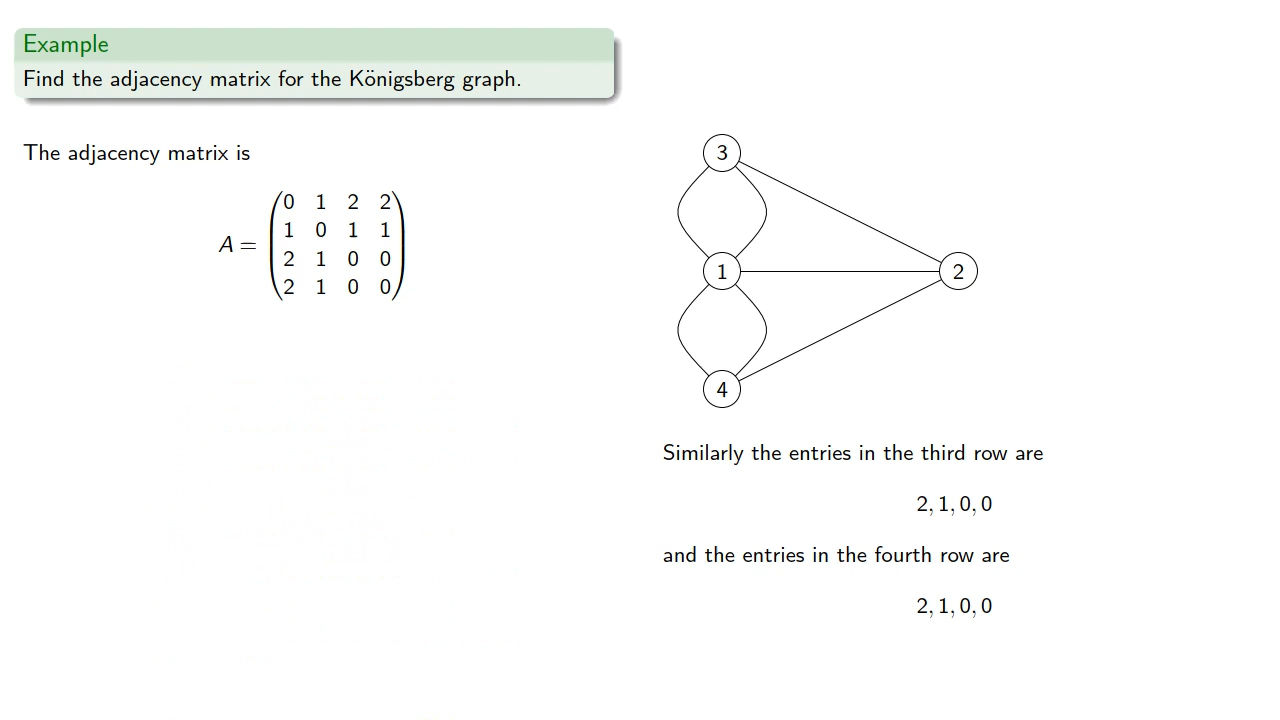 Example
Find the adjacency matrix for the Königsberg graph.
The adjacency matrix is
A =
0 1 2 2
1 0 1 1
2 1 0 0
2 1 0 0
3
1
2
4
Similarly the entries in the third row are
2, 1, 0, 0
and the entries in the fourth row are
2, 1, 0, 0